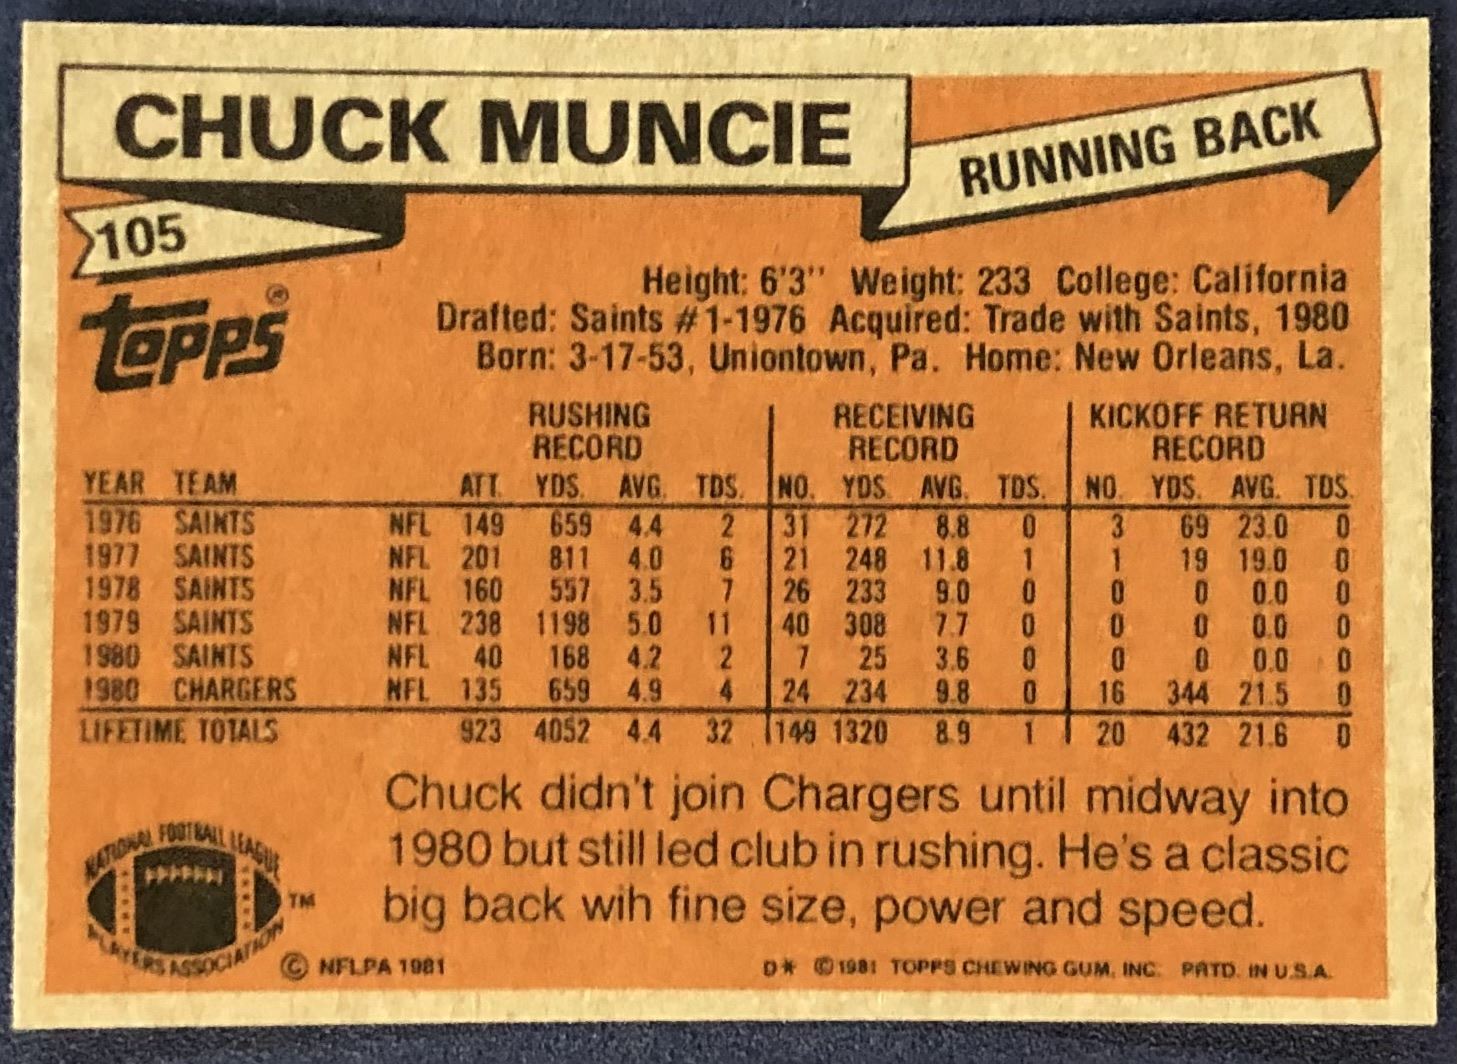 CHUCK MUNCIE
RUNNING BACK
105
topps®
Height: 6'3'' Weight: 233 College: California
Drafted: Saints #1-1976 Acquired: Trade with Saints, 1980
Born: 3-17-53, Uniontown, Pa. Home: New Orleans, La.
RUSHING RECORD RECEIVING RECORD KICKOFF RETURN RECORD
YEAR TEAM ATT. YDS. AVG. TDS. NO. YDS. AVG. TDS. NO. YDS. AVG. TDS.
1976 SAINTS NFL 149 659 4.4 2 31 272 8.8 0 3 69 23.0 0
1977 SAINTS NFL 201 811 4.0 6 21 248 11.8 1 1 19 19.0 0
1978 SAINTS NFL 160 557 3.5 7 26 233 9.0 0 0 0 0.0 0
1979 SAINTS NFL 238 1198 5.0 11 40 308 7.7 0 0 0 0.0 0
1980 SAINTS NFL 40 168 4.2 2 7 25 3.6 0 0 0 0.0 0
1980 CHARGERS NFL 135 659 4.9 4 24 234 9.8 0 16 344 21.5 0
LIFETIME TOTALS 923 4052 4.4 32 149 1320 8.9 1 20 432 21.6 0
Chuck didn't join Chargers until midway into
1980 but still led club in rushing. He's a classic
big back wih fine size, power and speed.
NATIONAL FOOTBALL LEAGUE
PLAYERS ASSOCIATION
TM
© NFLPA 1981
D* © 1981 TOPPS CHEWING GUM, INC. PRTD. IN U.S.A.